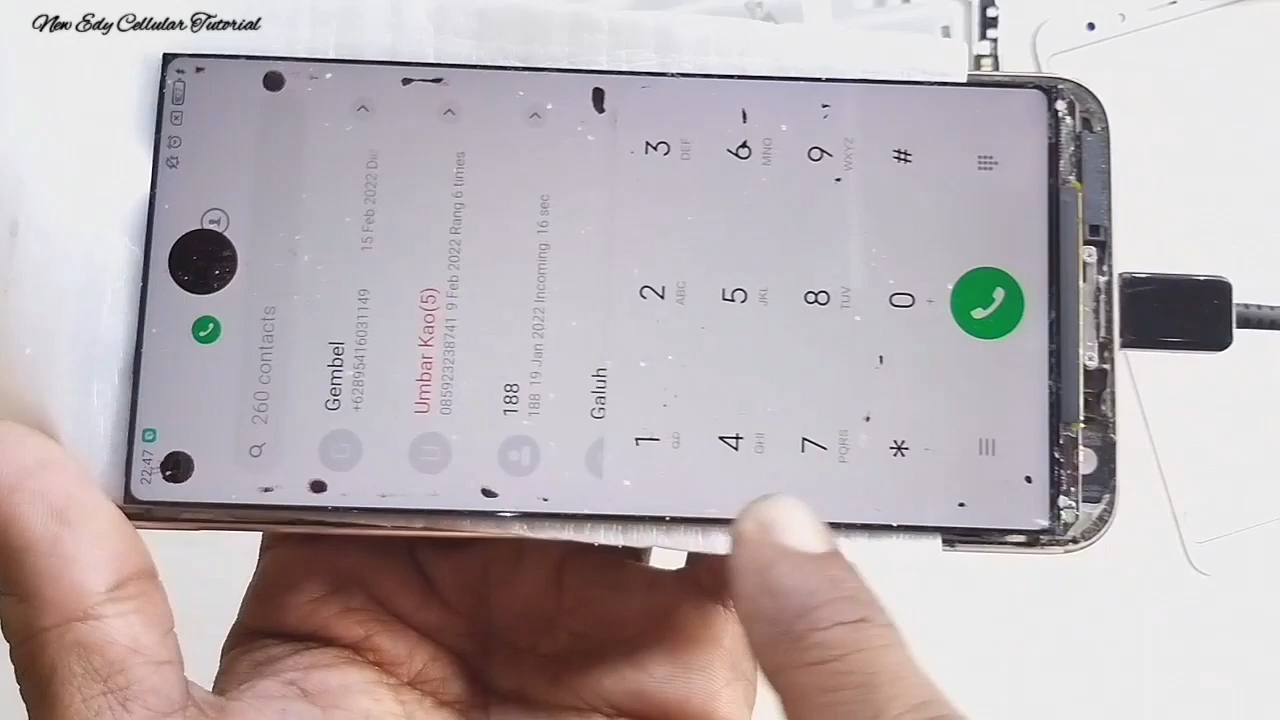 New Edy Cellular Tutorial
22:47
260 contacts
Gembel
+62895416031149
15 Feb 2022
Umbar Kao(5)
085923238741 9 Feb 2022 Rang 6 times
188
188 19 Jan 2022 Incoming 16 sec
Galuh
1 2 ABC 3 DEF
4 GHI 5 JKL 6 MNO
7 PQRS 8 TUV 9 WXYZ
* 0 + #